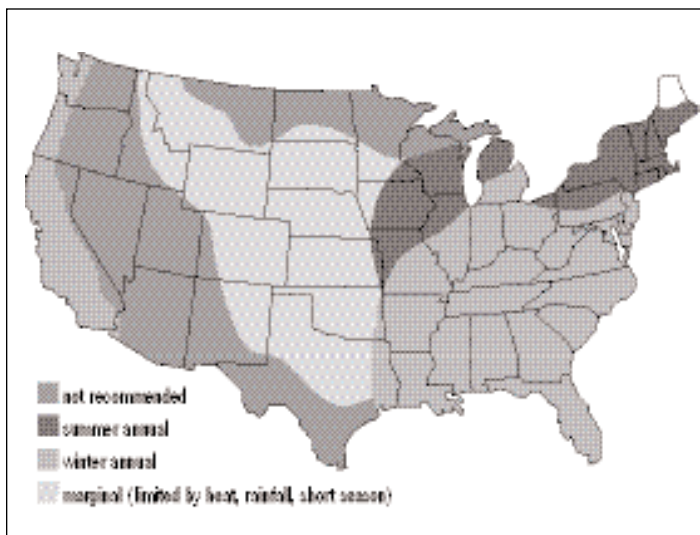 not recommended
summer annual
winter annual
marginal (limited by heat, rainfall, short season)